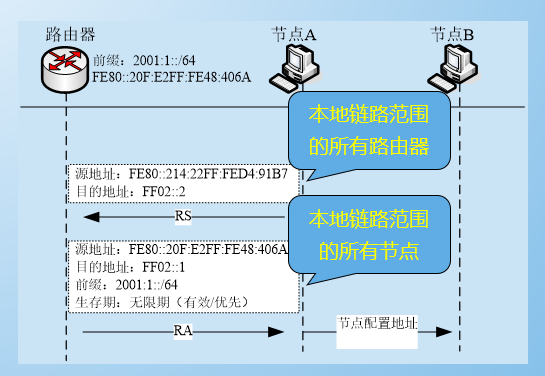 路由器
节点A
节点B
前缀：2001:1::/64
FE80::20F:E2FF:FE48:406A
本地链路范围
的所有路由器
源地址：FE80::214:22FF:FED4:91B7
目的地址：FF02::2
RS
本地链路范围
的所有节点
源地址：FE80::20F:E2FF:FE48:406A
目的地址：FF02::1
前缀：2001:1::/64
生存期：无限期（有效/优先）
RA
节点配置地址